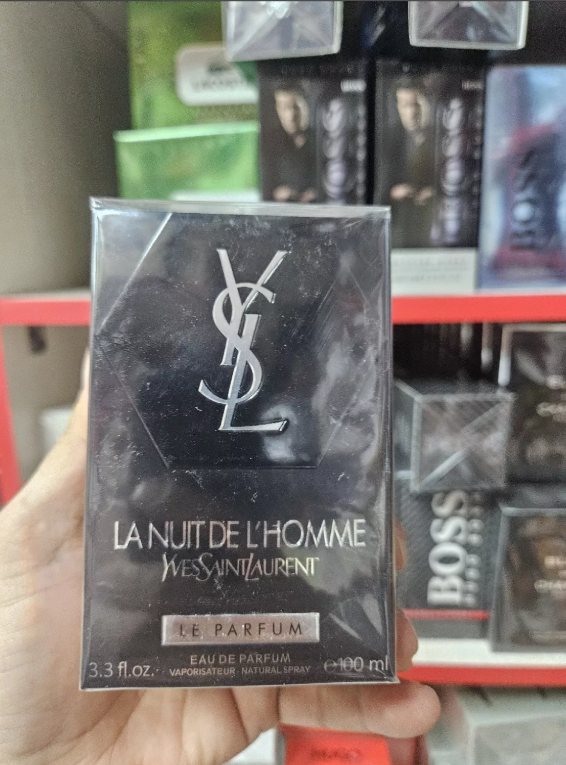 YSL
LA NUIT DE L'HOMME
YVES SAINT LAURENT
LE PARFUM
EAU DE PARFUM
3.3 fl.oz. VAPORISATEUR - NATURAL SPRAY e 100 ml
BOSS
BOSS